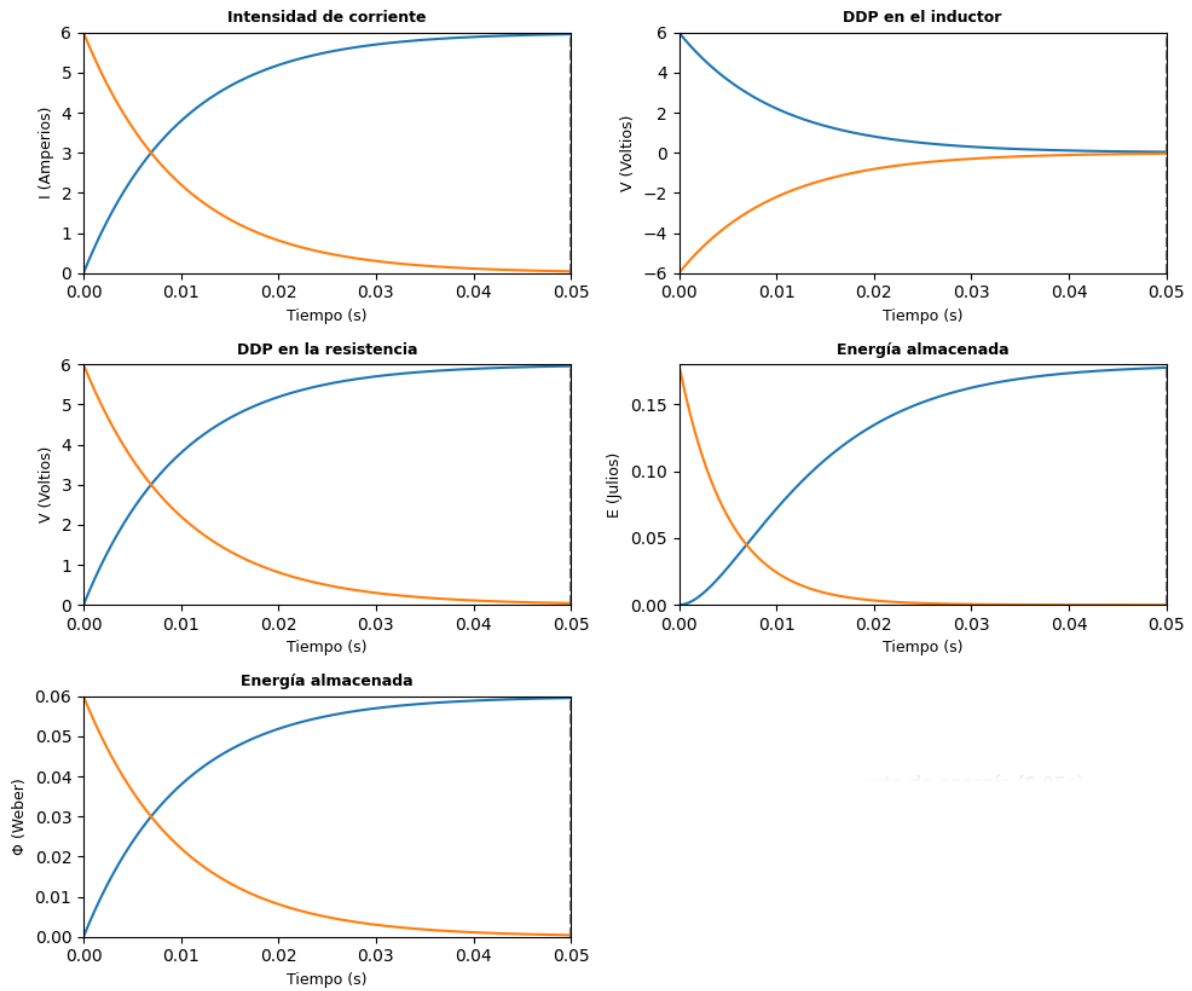 Intensidad de corriente
I (Amperios)
6
5
4
3
2
1
0
0.00 0.01 0.02 0.03 0.04 0.05
Tiempo (s)
DDP en el inductor
V (Voltios)
6
4
2
0
−2
−4
−6
0.00 0.01 0.02 0.03 0.04 0.05
Tiempo (s)
DDP en la resistencia
V (Voltios)
6
5
4
3
2
1
0
0.00 0.01 0.02 0.03 0.04 0.05
Tiempo (s)
Energía almacenada
E (Julios)
0.15
0.10
0.05
0.00
0.00 0.01 0.02 0.03 0.04 0.05
Tiempo (s)
Energía almacenada
Φ (Weber)
0.06
0.05
0.04
0.03
0.02
0.01
0.00
0.00 0.01 0.02 0.03 0.04 0.05
Tiempo (s)